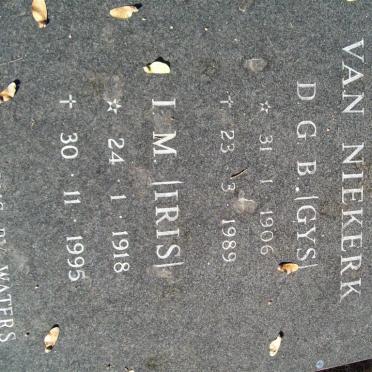 VAN NIEKERK
D G B. (GYS)
☆ 31 1 1906
✝ 23 3 1989
I M (IRIS)
☆ 24 · 1 · 1918
✝ 30 · 11 · 1995
WATERS